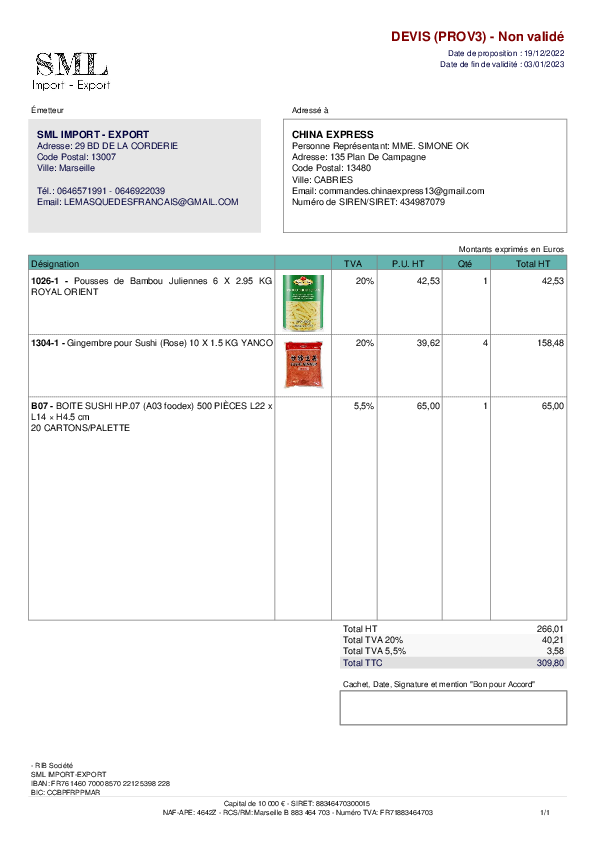 DEVIS (PROV3) - Non validé
Date de proposition : 19/12/2022
Date de fin de validité : 03/01/2023
SML
Import - Export
Émetteur
SML IMPORT - EXPORT
Adresse: 29 BD DE LA CORDERIE
Code Postal: 13007
Ville: Marseille
Tél.: 0646571991 - 0646922039
Email: LEMASQUEDESFRANCAIS@GMAIL.COM
Adressé à
CHINA EXPRESS
Personne Représentant: MME. SIMONE OK
Adresse: 135 Plan De Campagne
Code Postal: 13480
Ville: CABRIES
Email: commandes.chinaexpress13@gmail.com
Numéro de SIREN/SIRET: 434987079
Montants exprimés en Euros
Désignation TVA P.U. HT Qté Total HT
1026-1 - Pousses de Bambou Juliennes 6 X 2.95 KG 20% 42,53 1 42,53
ROYAL ORIENT
1304-1 - Gingembre pour Sushi (Rose) 10 X 1.5 KG YANCO 20% 39,62 4 158,48
B07 - BOITE SUSHI HP.07 (A03 foodex) 500 PIÈCES L22 x 5,5% 65,00 1 65,00
L14 × H4.5 cm
20 CARTONS/PALETTE
Total HT 266,01
Total TVA 20% 40,21
Total TVA 5,5% 3,58
Total TTC 309,80
Cachet, Date, Signature et mention "Bon pour Accord"
- RIB Société
SML IMPORT-EXPORT
IBAN: FR76 1460 7000 8570 2212 5398 228
BIC: CCBPFRPPMAR
Capital de 10 000 € - SIRET: 88346470300015
NAF-APE: 4642Z - RCS/RM: Marseille B 883 464 703 - Numéro TVA: FR71883464703 1/1